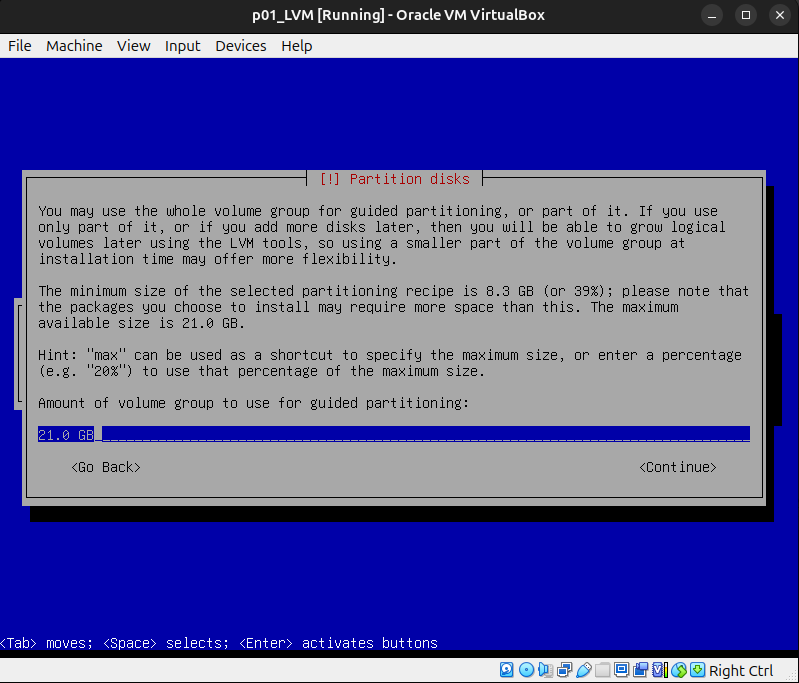 p01_LVM [Running] - Oracle VM VirtualBox
File Machine View Input Devices Help
[!] Partition disks
You may use the whole volume group for guided partitioning, or part of it. If you use
only part of it, or if you add more disks later, then you will be able to grow logical
volumes later using the LVM tools, so using a smaller part of the volume group at
installation time may offer more flexibility.
The minimum size of the selected partitioning recipe is 8.3 GB (or 39%); please note that
the packages you choose to install may require more space than this. The maximum
available size is 21.0 GB.
Hint: "max" can be used as a shortcut to specify the maximum size, or enter a percentage
(e.g. "20%") to use that percentage of the maximum size.
Amount of volume group to use for guided partitioning:
21.0 GB
<Go Back> <Continue>
<Tab> moves; <Space> selects; <Enter> activates buttons
Right Ctrl